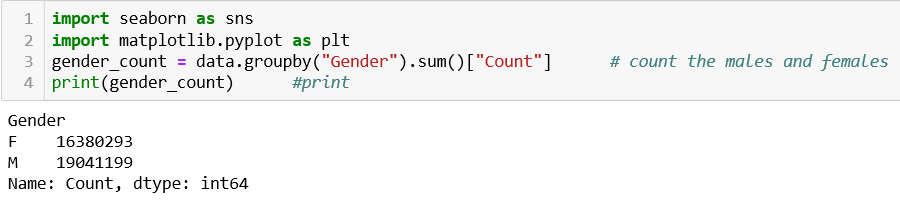 1 import seaborn as sns
2 import matplotlib.pyplot as plt
3 gender_count = data.groupby("Gender").sum()["Count"]      # count the males and females
4 print(gender_count)      #print
Gender
F    16380293
M    19041199
Name: Count, dtype: int64